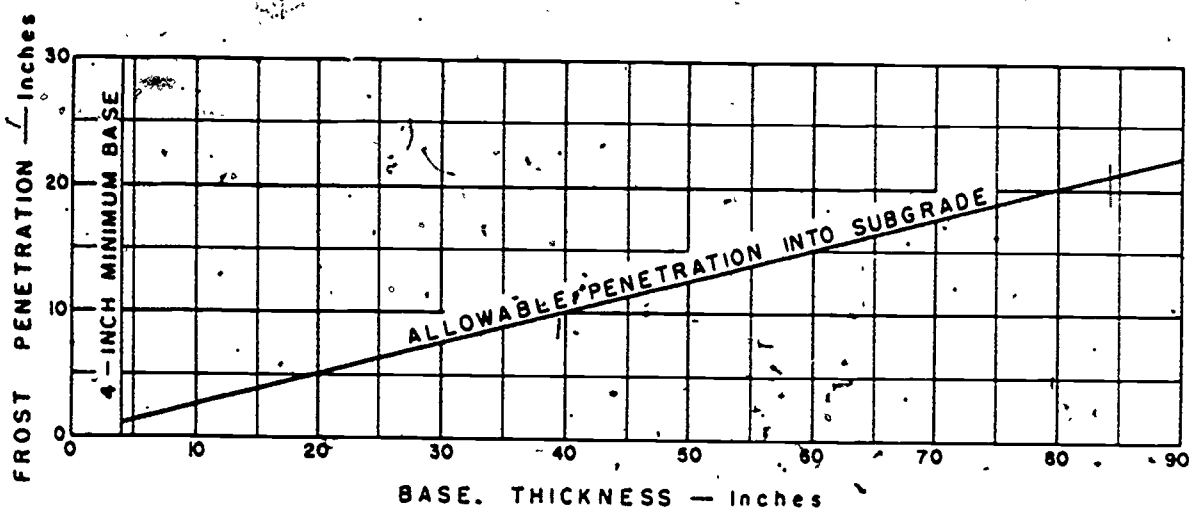 FROST PENETRATION — Inches
30
20
10
0
4-INCH MINIMUM BASE
ALLOWABLE PENETRATION INTO SUBGRADE
0 10 20 30 40 50 60 70 80 90
BASE. THICKNESS — Inches